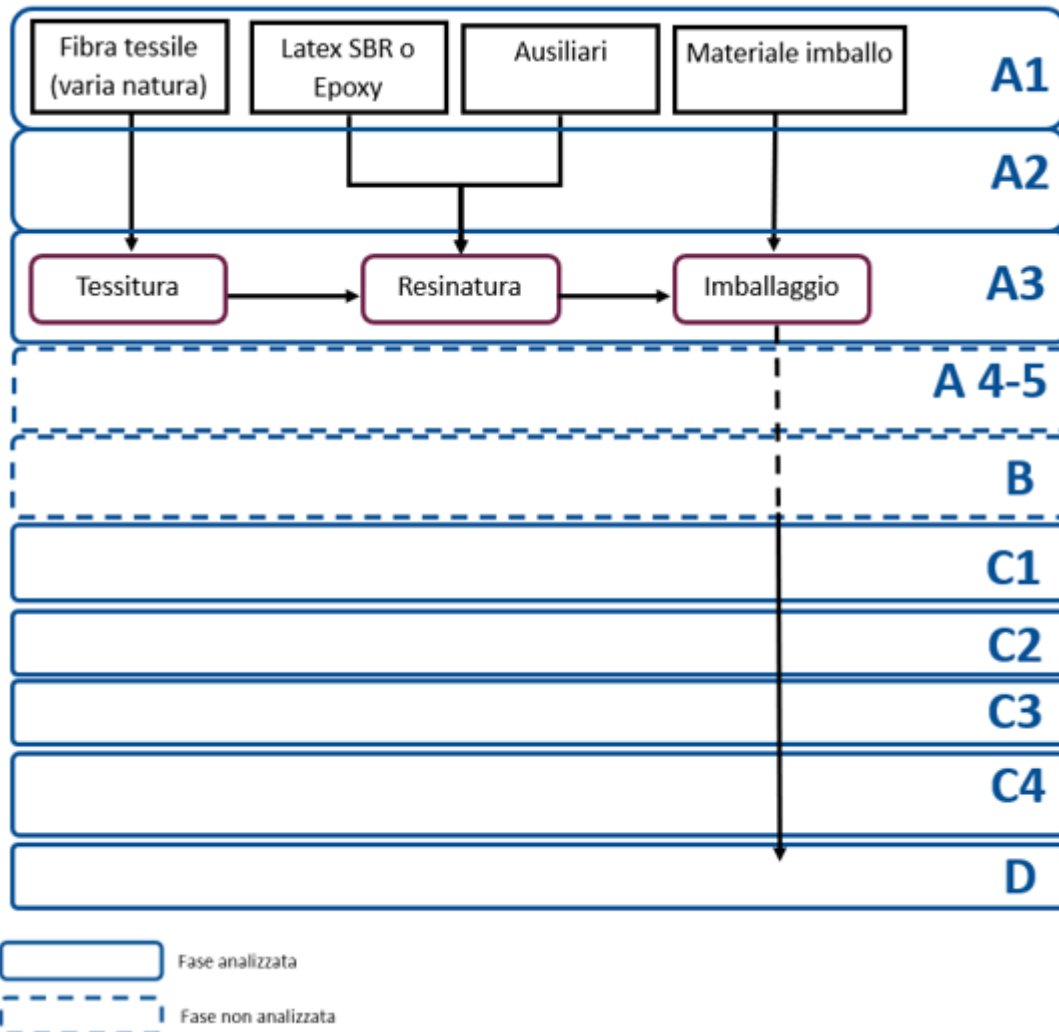 Fibra tessile
(varia natura)
Latex SBR o
Epoxy
Ausiliari
Materiale imballo
A1
A2
Tessitura
Resinatura
Imballaggio
A3
A 4-5
B
C1
C2
C3
C4
D
Fase analizzata
Fase non analizzata